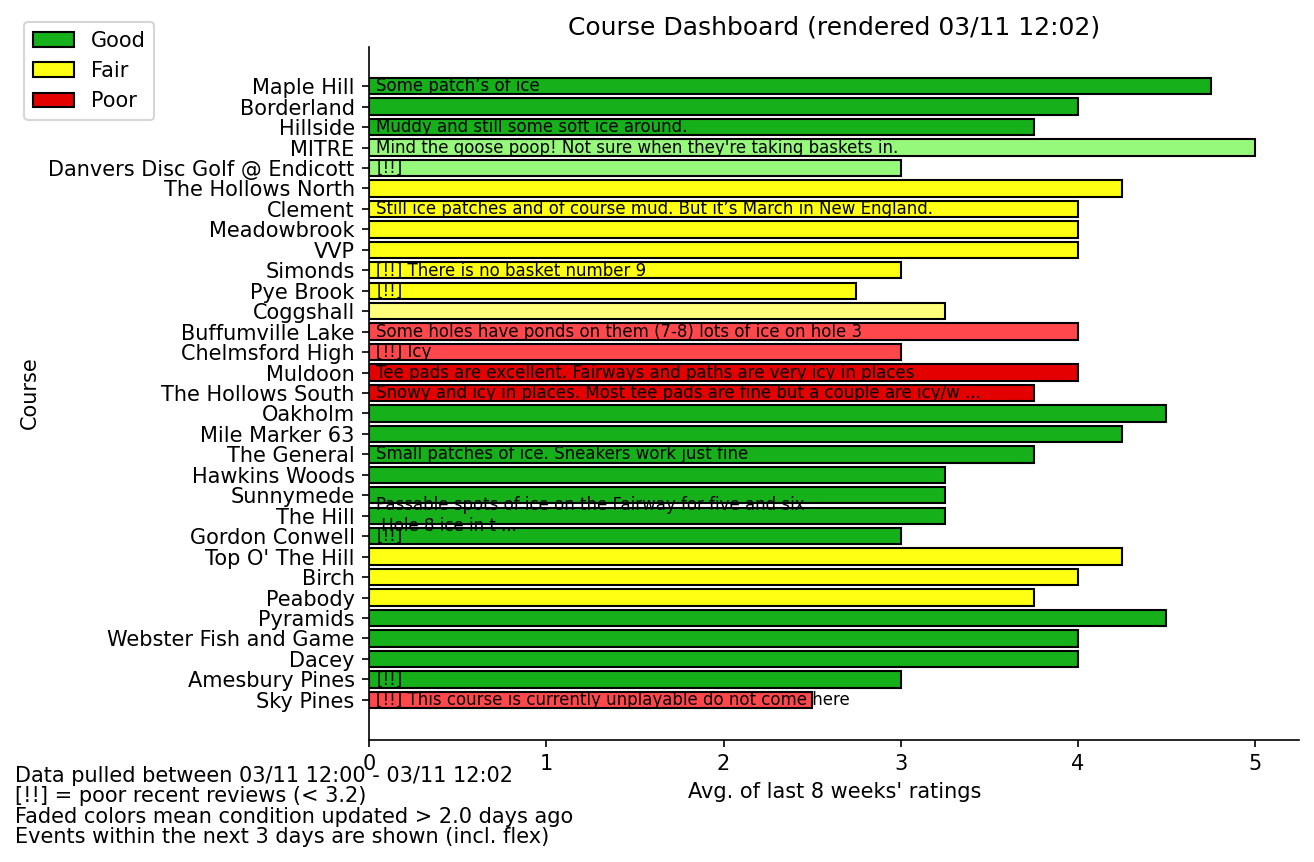 Course Dashboard (rendered 03/11 12:02)
Good
Fair
Poor
Maple Hill Some patch’s of ice
Borderland
Hillside Muddy and still some soft ice around.
MITRE Mind the goose poop! Not sure when they're taking baskets in.
Danvers Disc Golf @ Endicott [!!]
The Hollows North
Clement Still ice patches and of course mud. But it’s March in New England.
Meadowbrook
VVP
Simonds [!!] There is no basket number 9
Pye Brook [!!]
Coggshall
Buffumville Lake Some holes have ponds on them (7-8) lots of ice on hole 3
Chelmsford High [!!] Icy
Muldoon Tee pads are excellent. Fairways and paths are very icy in places
The Hollows South Snowy and icy in places. Most tee pads are fine but a couple are icy/w ...
Oakholm
Mile Marker 63
The General Small patches of ice. Sneakers work just fine
Hawkins Woods
Sunnymede
The Hill Passable spots of ice on the Fairway for five and six
Hole 8 ice in t ...
Gordon Conwell [!!]
Top O' The Hill
Birch
Peabody
Pyramids
Webster Fish and Game
Dacey
Amesbury Pines [!!]
Sky Pines [!!] This course is currently unplayable do not come here
Course
0 1 2 3 4 5
Avg. of last 8 weeks' ratings
Data pulled between 03/11 12:00 - 03/11 12:02
[!!] = poor recent reviews (< 3.2)
Faded colors mean condition updated > 2.0 days ago
Events within the next 3 days are shown (incl. flex)